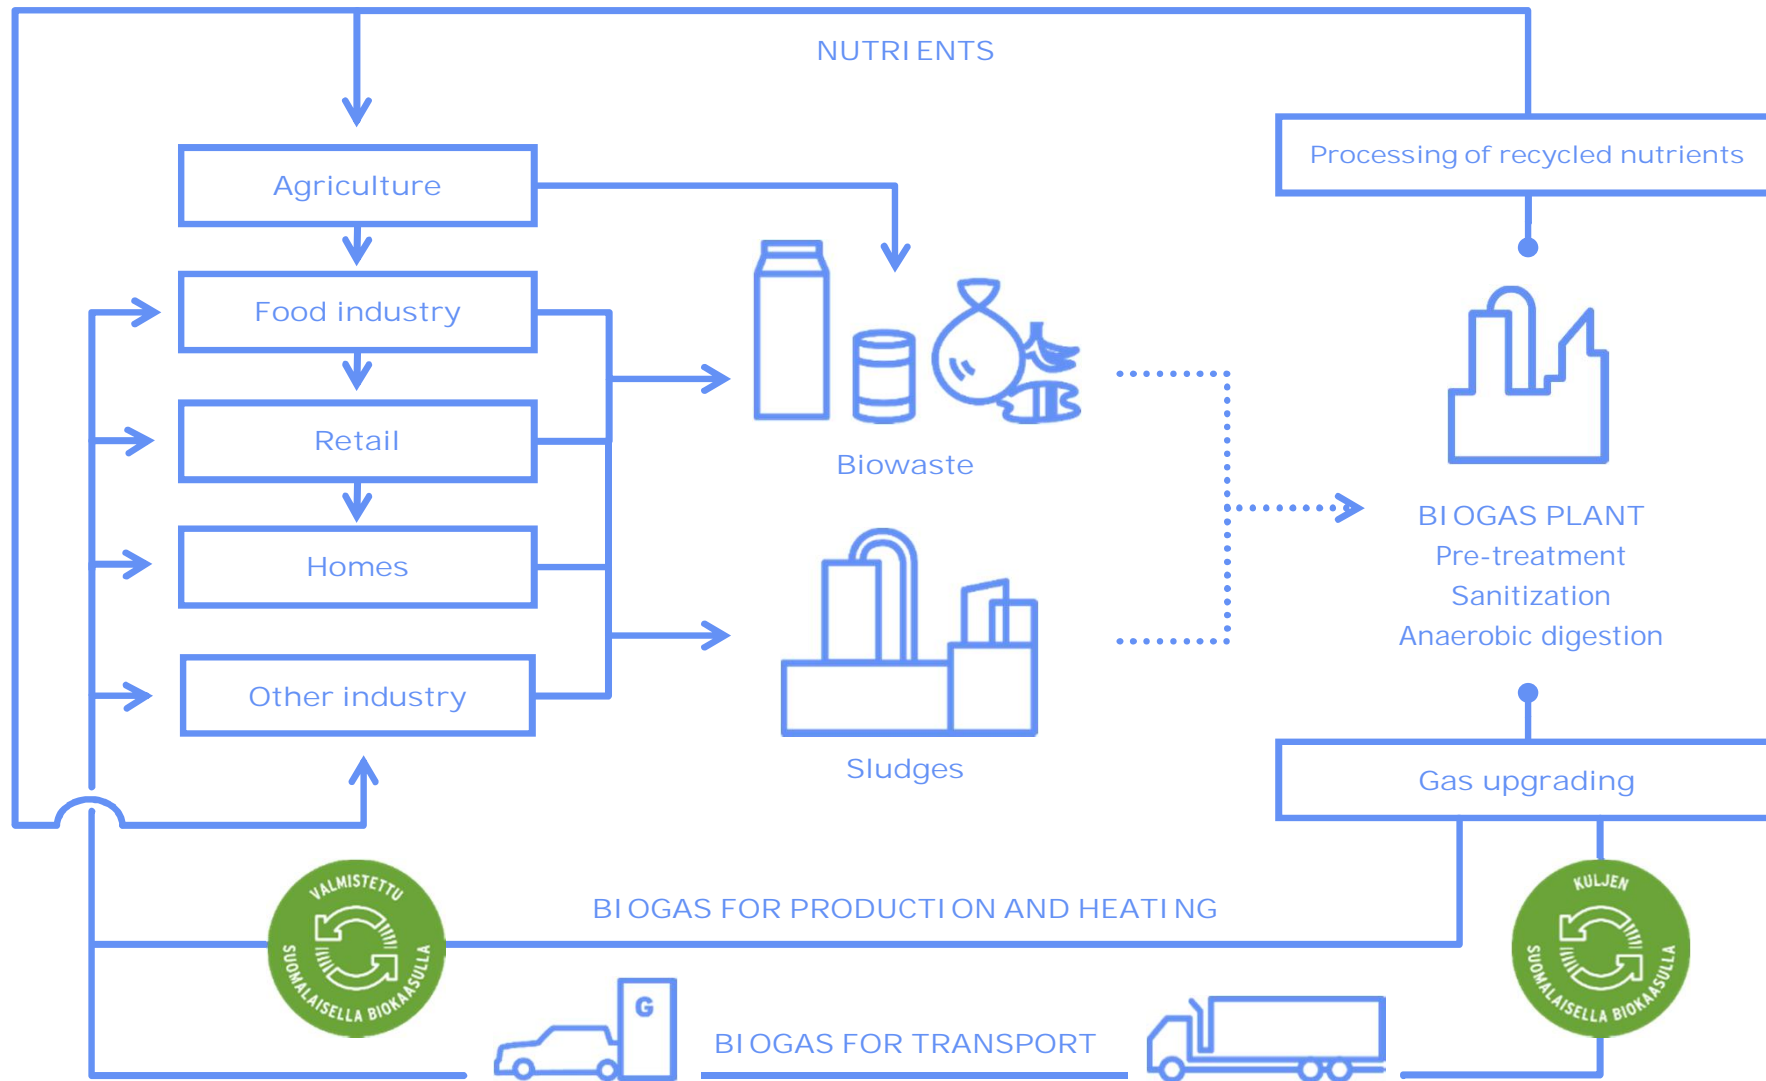 NUTRIENTS
Processing of recycled nutrients
Agriculture
Food industry
Retail
Homes
Other industry
Biowaste
Sludges
BIOGAS PLANT
Pre-treatment
Sanitization
Anaerobic digestion
Gas upgrading
VALMISTETTU
SUOMALAISELLA BIOKAASULLA
BIOGAS FOR PRODUCTION AND HEATING
KULJEN
SUOMALAISELLA BIOKAASULLA
G
BIOGAS FOR TRANSPORT